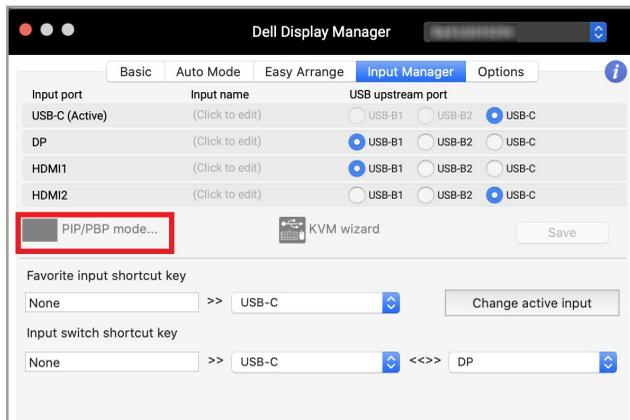 Dell Display Manager
Basic Auto Mode Easy Arrange Input Manager Options i
Input port Input name USB upstream port
USB-C (Active) (Click to edit) USB-B1 USB-B2 USB-C
DP (Click to edit) USB-B1 USB-B2 USB-C
HDMI1 (Click to edit) USB-B1 USB-B2 USB-C
HDMI2 (Click to edit) USB-B1 USB-B2 USB-C
PIP/PBP mode... KVM wizard Save
Favorite input shortcut key
None >> USB-C Change active input
Input switch shortcut key
None >> USB-C <<>> DP